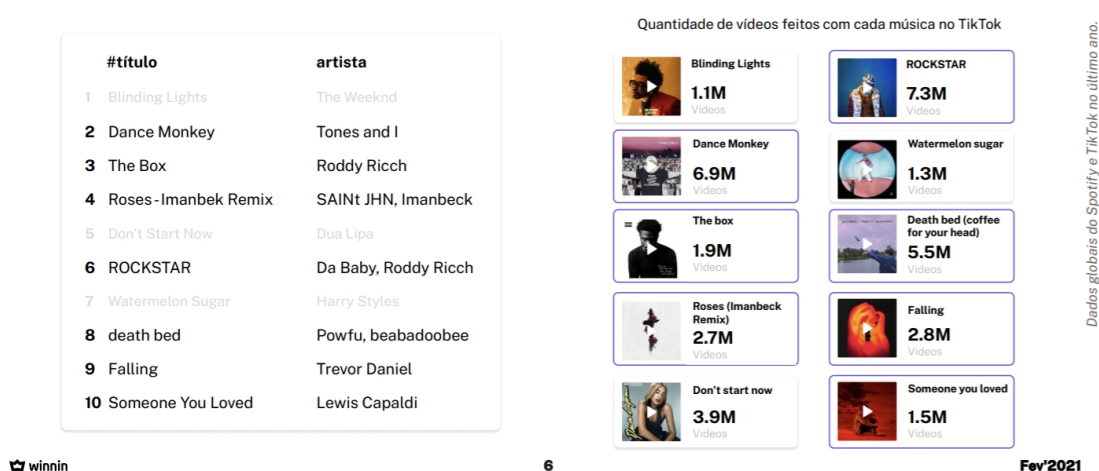 #título artista
1 Blinding Lights The Weeknd
2 Dance Monkey Tones and I
3 The Box Roddy Ricch
4 Roses - Imanbek Remix SAINt JHN, Imanbeck
5 Don't Start Now Dua Lipa
6 ROCKSTAR Da Baby, Roddy Ricch
7 Watermelon Sugar Harry Styles
8 death bed Powfu, beabadoobee
9 Falling Trevor Daniel
10 Someone You Loved Lewis Capaldi
Quantidade de vídeos feitos com cada música no TikTok
Blinding Lights
1.1M
Videos
Dance Monkey
6.9M
Videos
The box
1.9M
Videos
Roses (Imanbeck
Remix)
2.7M
Videos
Don't start now
3.9M
Videos
ROCKSTAR
7.3M
Videos
Watermelon sugar
1.3M
Videos
Death bed (coffee
for your head)
5.5M
Videos
Falling
2.8M
Videos
Someone you loved
1.5M
Videos
Dados globais do Spotify e TikTok no último ano.
winnin
6
Fev'2021